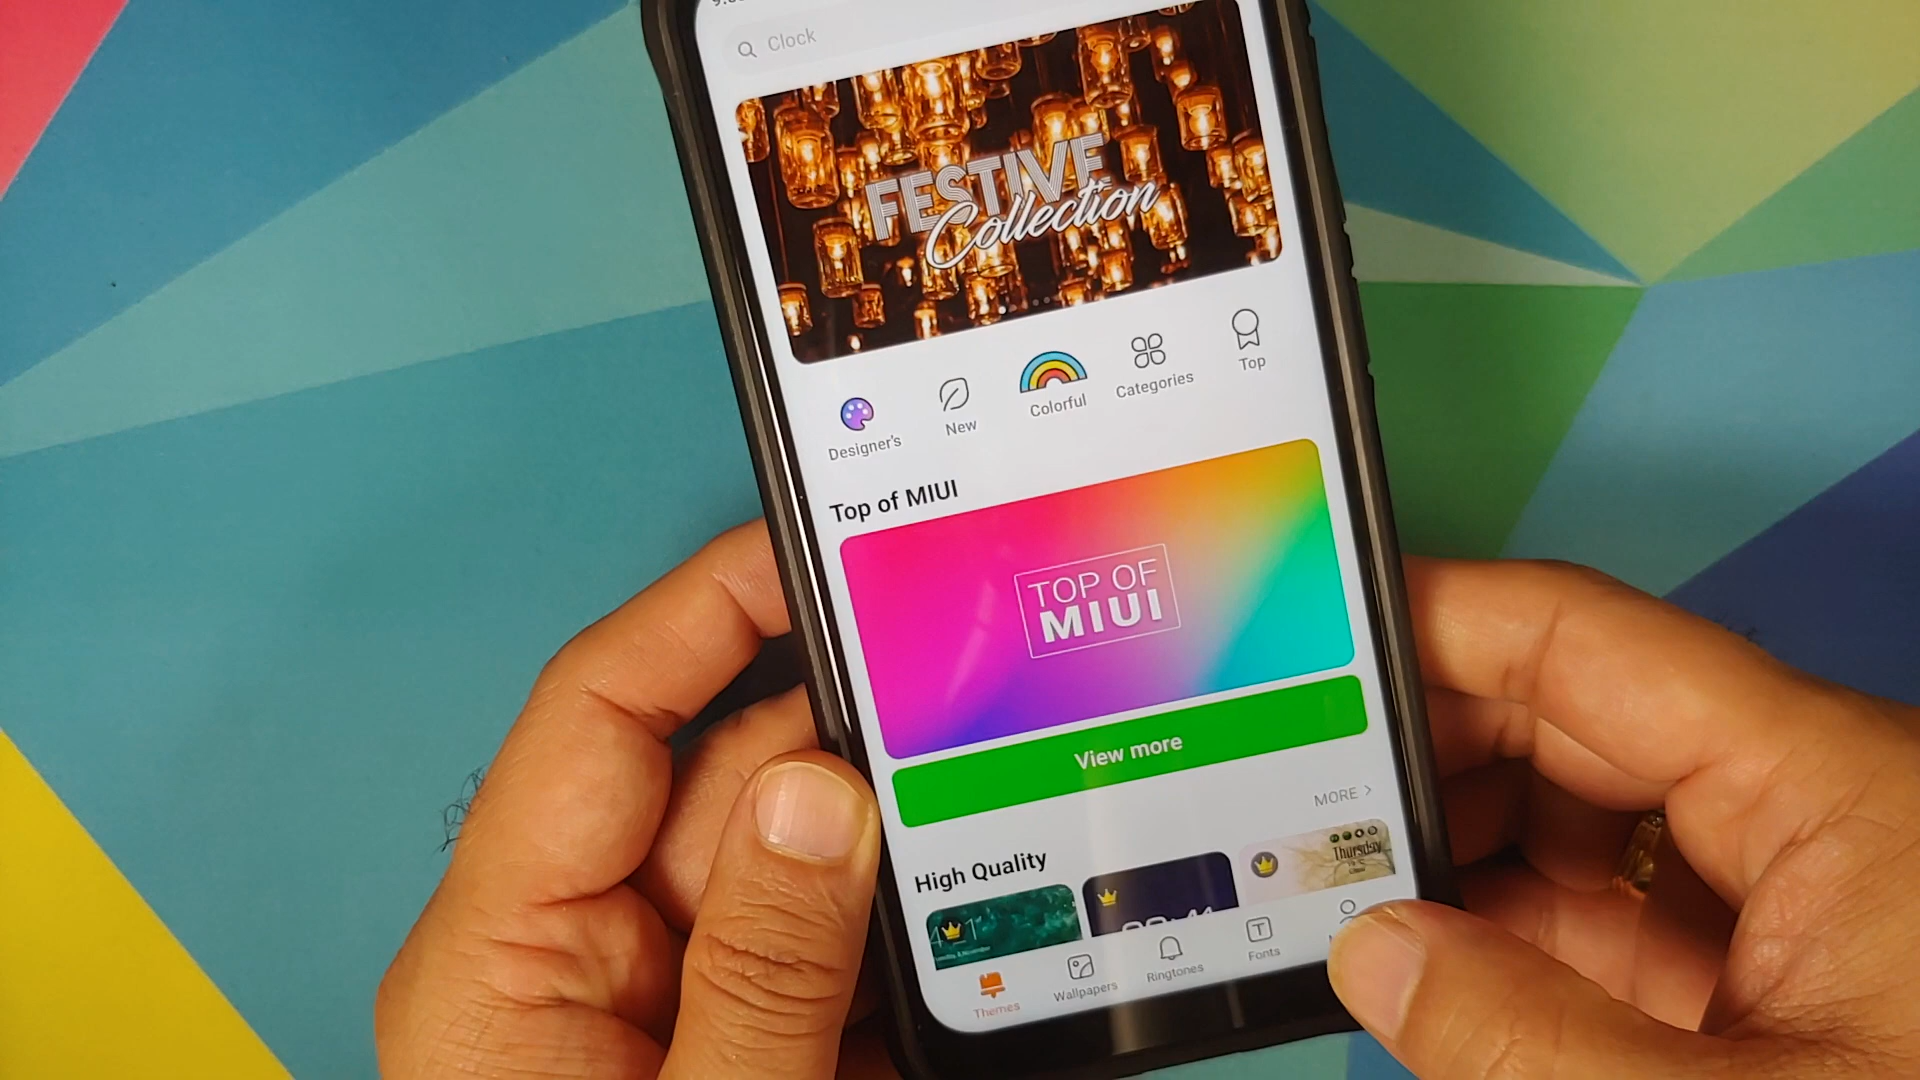 Clock
FESTIVE
Collection
Designer's
New
Colorful
Categories
Top
Top of MIUI
TOP OF
MIUI
View more
MORE >
High Quality
Thursday
Themes
Wallpapers
Ringtones
Fonts